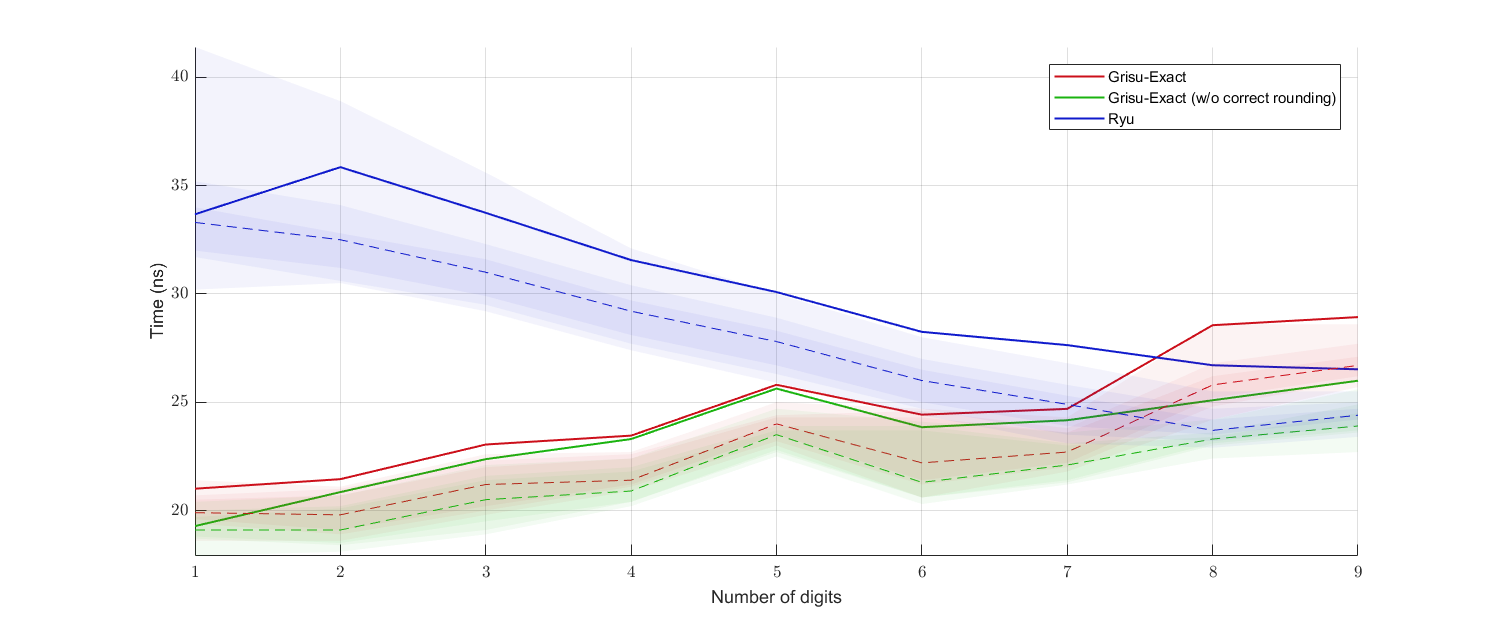 40
35
30
25
20
Time (ns)
Grisu-Exact
Grisu-Exact (w/o correct rounding)
Ryu
1 2 3 4 5 6 7 8 9
Number of digits